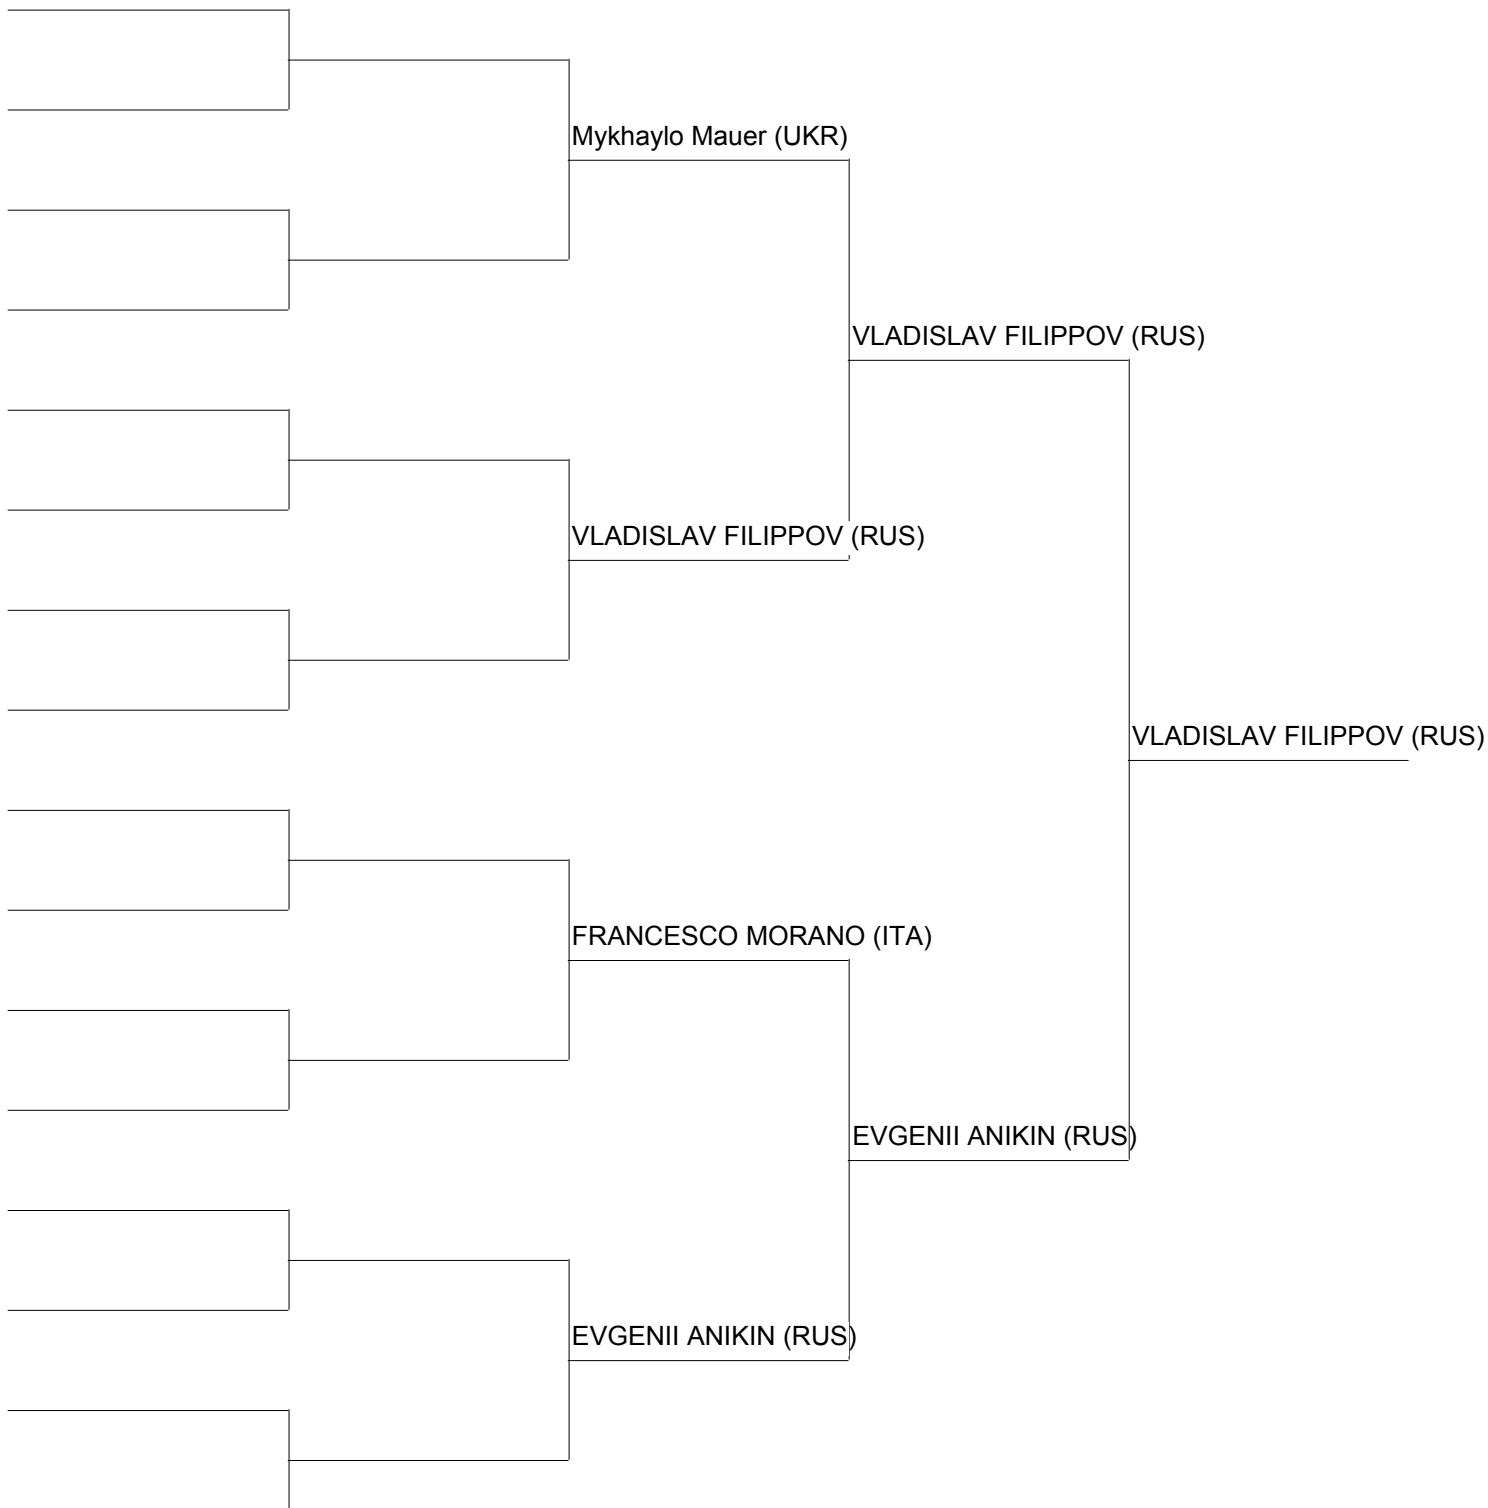 Mykhaylo Mauer (UKR)
VLADISLAV FILIPPOV (RUS)
VLADISLAV FILIPPOV (RUS)
VLADISLAV FILIPPOV (RUS)
FRANCESCO MORANO (ITA)
EVGENII ANIKIN (RUS)
EVGENII ANIKIN (RUS)